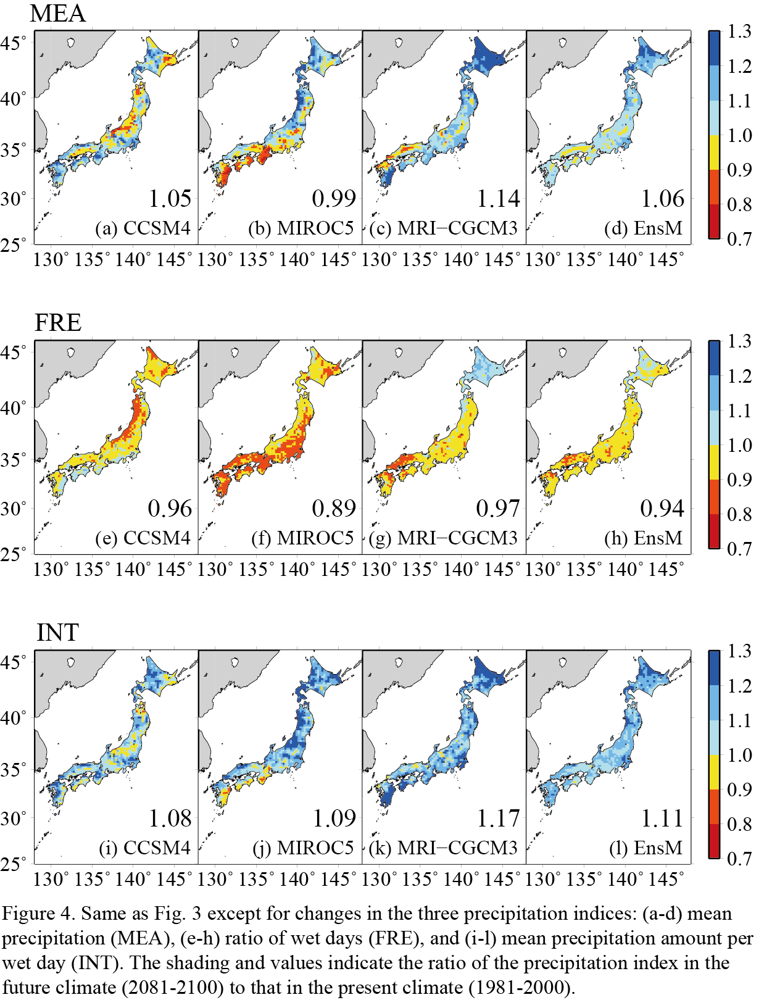 MEA
45° 40° 35° 30° 25°
1.05 0.99 1.14 1.06
(a) CCSM4 (b) MIROC5 (c) MRI−CGCM3 (d) EnsM
130° 135° 140° 145° 130° 135° 140° 145° 130° 135° 140° 145° 130° 135° 140° 145°
1.3
1.2
1.1
1.0
0.9
0.8
0.7
FRE
45° 40° 35° 30° 25°
0.96 0.89 0.97 0.94
(e) CCSM4 (f) MIROC5 (g) MRI−CGCM3 (h) EnsM
130° 135° 140° 145° 130° 135° 140° 145° 130° 135° 140° 145° 130° 135° 140° 145°
1.3
1.2
1.1
1.0
0.9
0.8
0.7
INT
45° 40° 35° 30° 25°
1.08 1.09 1.17 1.11
(i) CCSM4 (j) MIROC5 (k) MRI−CGCM3 (l) EnsM
130° 135° 140° 145° 130° 135° 140° 145° 130° 135° 140° 145° 130° 135° 140° 145°
1.3
1.2
1.1
1.0
0.9
0.8
0.7
Figure 4. Same as Fig. 3 except for changes in the three precipitation indices: (a-d) mean
precipitation (MEA), (e-h) ratio of wet days (FRE), and (i-l) mean precipitation amount per
wet day (INT). The shading and values indicate the ratio of the precipitation index in the
future climate (2081-2100) to that in the present climate (1981-2000).